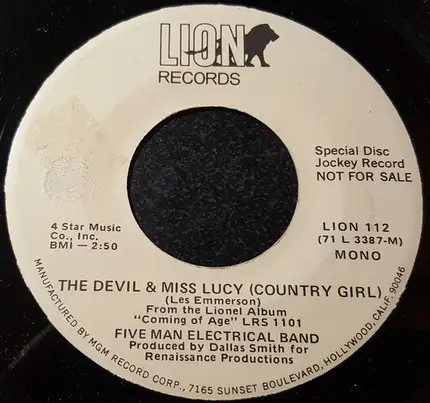 LION
RECORDS
Special Disc
Jockey Record
NOT FOR SALE
4 Star Music
Co., Inc.
BMI — 2:50
LION 112
(71 L 3387-M)
MONO
THE DEVIL & MISS LUCY (COUNTRY GIRL)
(Les Emmerson)
From the Lionel Album
"Coming of Age" LRS 1101
FIVE MAN ELECTRICAL BAND
Produced by Dallas Smith for
Renaissance Productions
MANUFACTURED BY MGM RECORD CORP., 7165 SUNSET BOULEVARD, HOLLYWOOD, CALIF. 90046